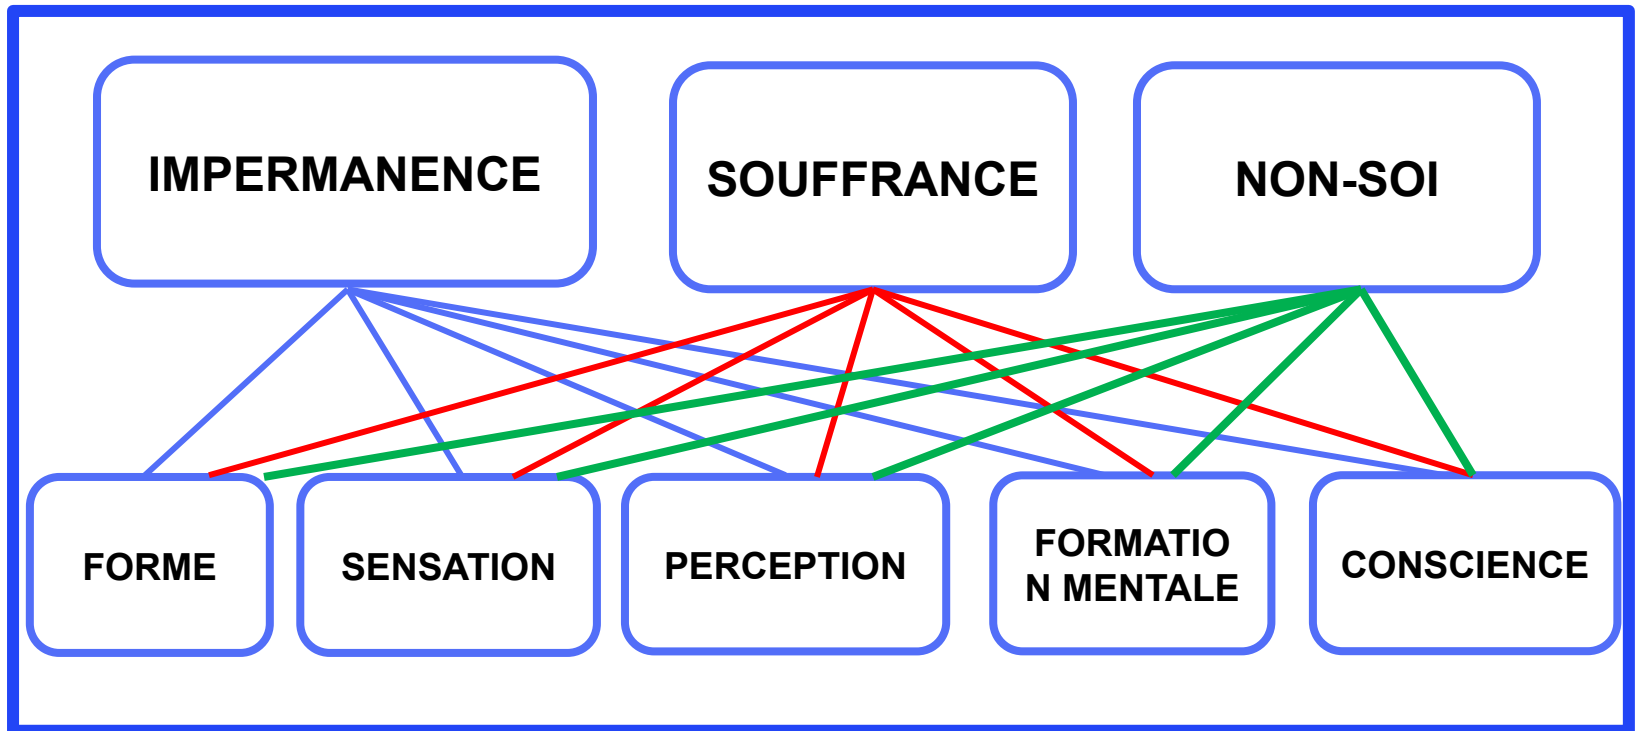 IMPERMANENCE
SOUFFRANCE
NON-SOI
FORME
SENSATION
PERCEPTION
FORMATIO
N MENTALE
CONSCIENCE